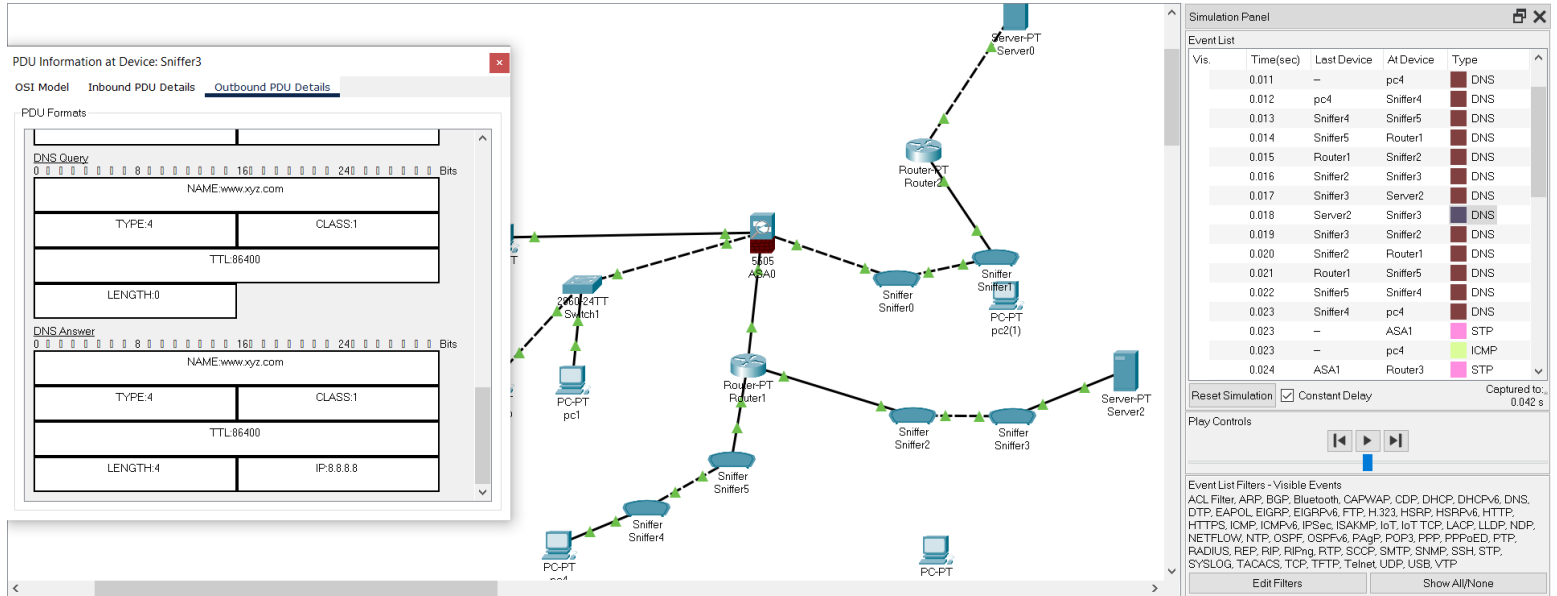 PDU Information at Device: Sniffer3
×
OSI Model Inbound PDU Details Outbound PDU Details
PDU Formats
DNS Query
Bits
NAME:www.xyz.com
TYPE:4 CLASS:1
TTL:86400
LENGTH:0
DNS Answer
Bits
NAME:www.xyz.com
TYPE:4 CLASS:1
TTL:86400
LENGTH:4 IP:8.8.8.8
Server-PT
Server0
Router-PT
Router2
5505
ASA0
2960-24TT
Switch1
Sniffer
Sniffer0
Sniffer
Sniffer1
PC-PT
pc2(1)
PC-PT
pc1
Router-PT
Router1
Server-PT
Server2
Sniffer
Sniffer2
Sniffer
Sniffer3
Sniffer
Sniffer5
Sniffer
Sniffer4
PC-PT
PC-PT
Simulation Panel
Event List
Vis. Time(sec) Last Device At Device Type
0.011 – pc4 DNS
0.012 pc4 Sniffer4 DNS
0.013 Sniffer4 Sniffer5 DNS
0.014 Sniffer5 Router1 DNS
0.015 Router1 Sniffer2 DNS
0.016 Sniffer2 Sniffer3 DNS
0.017 Sniffer3 Server2 DNS
0.018 Server2 Sniffer3 DNS
0.019 Sniffer3 Sniffer2 DNS
0.020 Sniffer2 Router1 DNS
0.021 Router1 Sniffer5 DNS
0.022 Sniffer5 Sniffer4 DNS
0.023 Sniffer4 pc4 DNS
0.023 – ASA1 STP
0.023 – pc4 ICMP
0.024 ASA1 Router3 STP
Reset Simulation Constant Delay Captured to:
0.042 s
Play Controls
Event List Filters - Visible Events
ACL Filter, ARP, BGP, Bluetooth, CAPWAP, CDP, DHCP, DHCPv6, DNS,
DTP, EAPOL, EIGRP, EIGRPv6, FTP, H.323, HSRP, HSRPv6, HTTP,
HTTPS, ICMP, ICMPv6, IPSec, ISAKMP, IoT, IoT TCP, LACP, LLDP, NDP,
NETFLOW, NTP, OSPF, OSPFv6, PAgP, POP3, PPP, PPPoED, PTP,
RADIUS, REP, RIP, RIPng, RTP, SCCP, SMTP, SNMP, SSH, STP,
SYSLOG, TACACS, TCP, TFTP, Telnet, UDP, USB, VTP
Edit Filters Show All/None